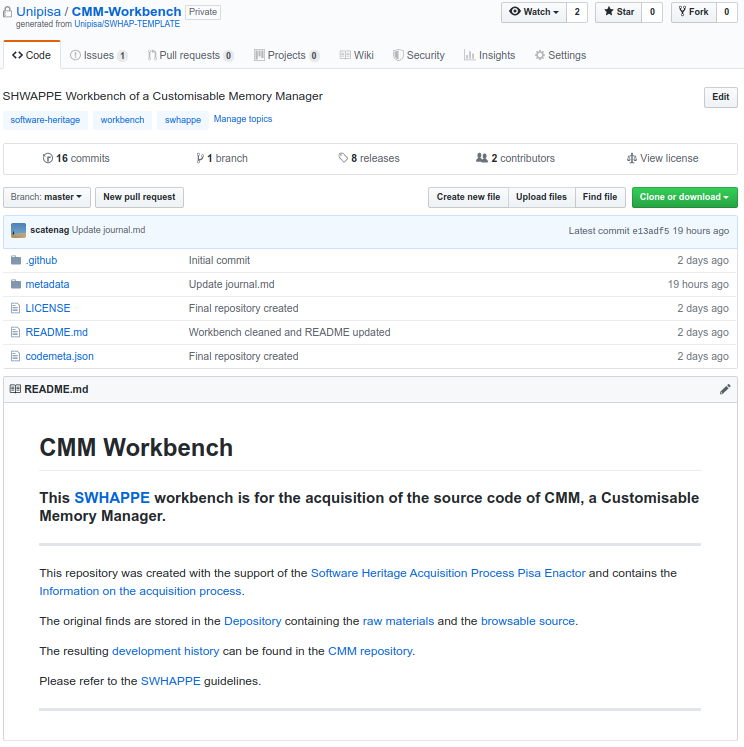 Unipisa / CMM-Workbench Private
generated from Unipisa/SWHAP-TEMPLATE
Watch 2 Star 0 Fork 0
Code Issues 1 Pull requests 0 Projects 0 Wiki Security Insights Settings
SHWAPPE Workbench of a Customisable Memory Manager
Edit
software-heritage workbench swhappe Manage topics
16 commits 1 branch 8 releases 2 contributors View license
Branch: master New pull request Create new file Upload files Find file Clone or download
scatenag Update journal.md Latest commit e13adf5 19 hours ago
.github Initial commit 2 days ago
metadata Update journal.md 19 hours ago
LICENSE Final repository created 2 days ago
README.md Workbench cleaned and README updated 2 days ago
codemeta.json Final repository created 2 days ago
README.md
CMM Workbench
This SWHAPPE workbench is for the acquisition of the source code of CMM, a Customisable
Memory Manager.
This repository was created with the support of the Software Heritage Acquisition Process Pisa Enactor and contains the
Information on the acquisition process.
The original finds are stored in the Depository containing the raw materials and the browsable source.
The resulting development history can be found in the CMM repository.
Please refer to the SWHAPPE guidelines.